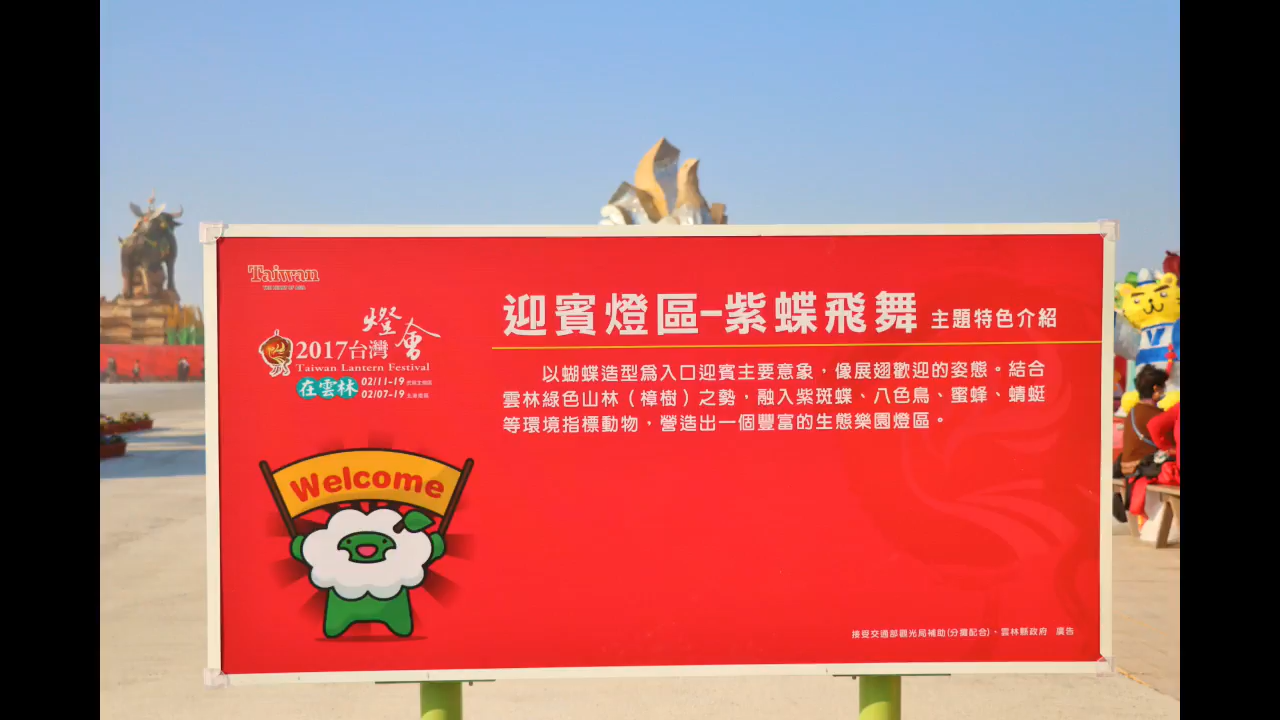 Taiwan
THE HEART OF ASIA
燈會
2017台灣
Taiwan Lantern Festival
在雲林
02/11-19
02/07-19
Welcome
迎賓燈區-紫蝶飛舞 主題特色介紹
以蝴蝶造型為入口迎賓主要意象，像展翅歡迎的姿態。結合
雲林綠色山林（樟樹）之勢，融入紫斑蝶、八色鳥、蜜蜂、蜻蜓
等環境指標動物，營造出一個豐富的生態樂園燈區。
接受交通部觀光局補助(分攤配合)、雲林縣政府 廣告